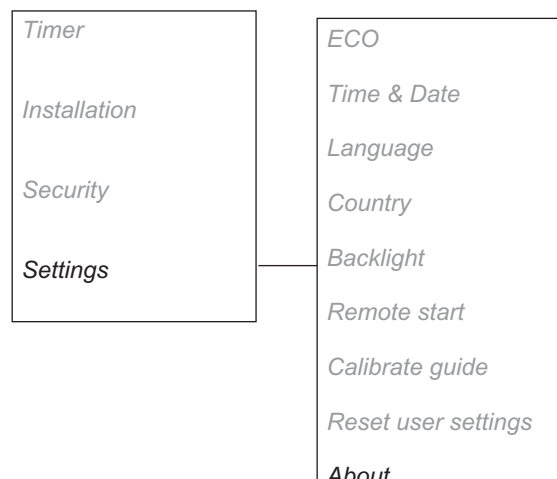 Timer
Installation
Security
Settings
ECO
Time & Date
Language
Country
Backlight
Remote start
Calibrate guide
Reset user settings
About